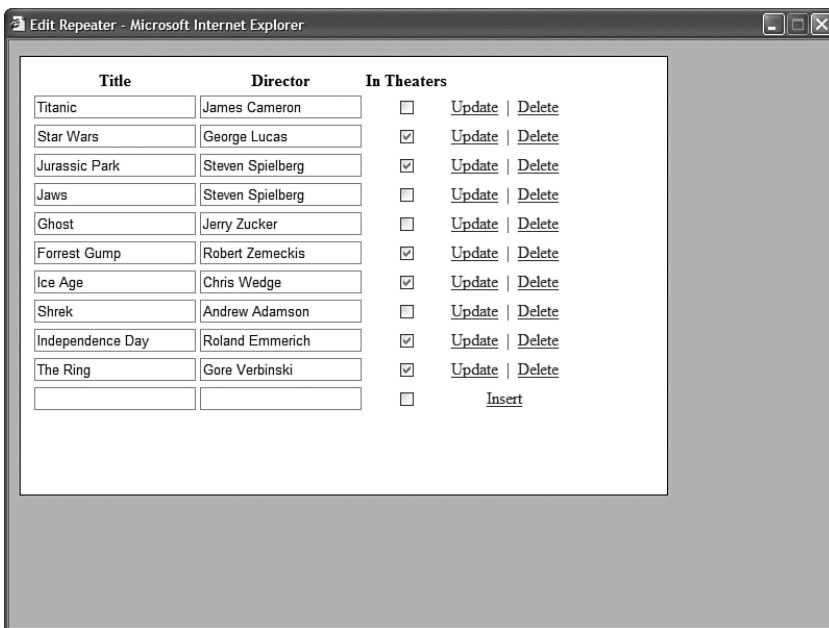 Edit Repeater - Microsoft Internet Explorer
Title Director In Theaters
Titanic James Cameron Update | Delete
Star Wars George Lucas Update | Delete
Jurassic Park Steven Spielberg Update | Delete
Jaws Steven Spielberg Update | Delete
Ghost Jerry Zucker Update | Delete
Forrest Gump Robert Zemeckis Update | Delete
Ice Age Chris Wedge Update | Delete
Shrek Andrew Adamson Update | Delete
Independence Day Roland Emmerich Update | Delete
The Ring Gore Verbinski Update | Delete
Insert